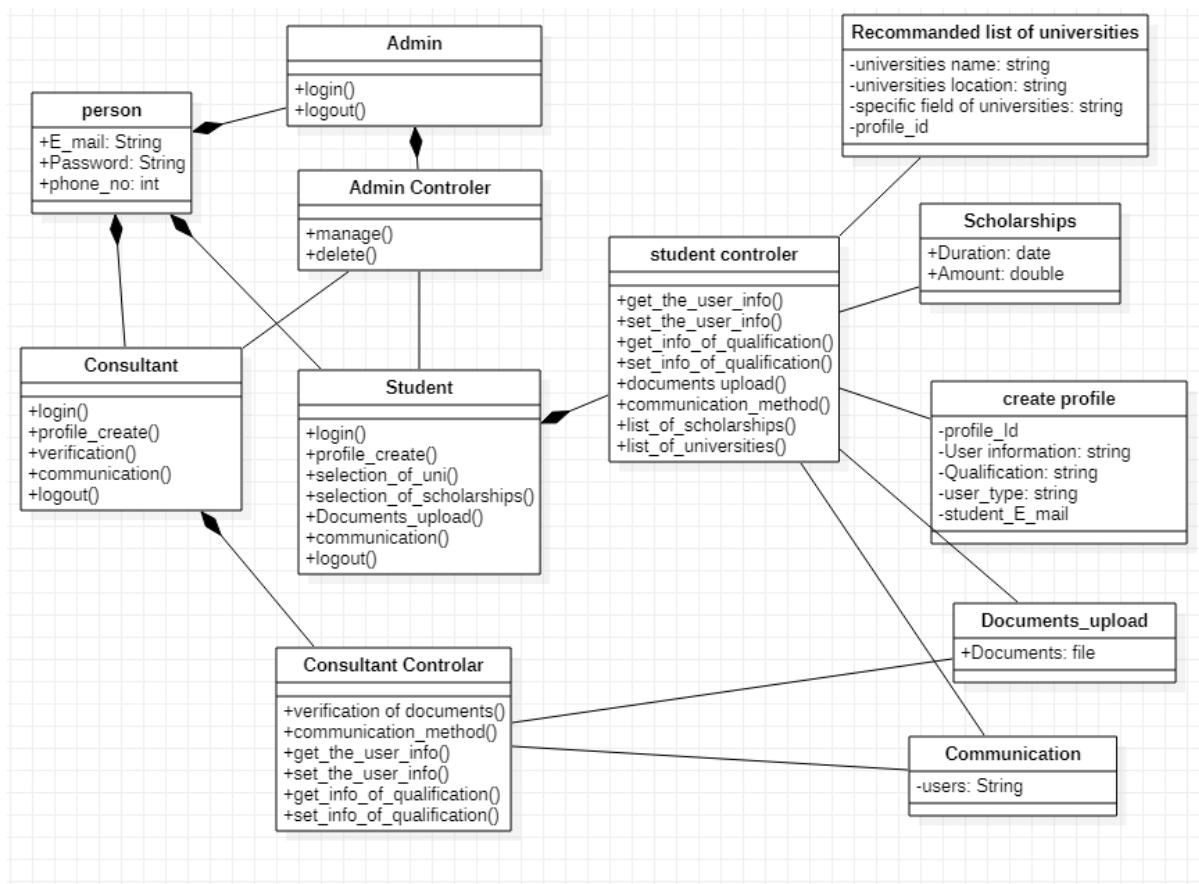 Admin
+login()
+logout()
person
+E_mail: String
+Password: String
+phone_no: int
Admin Controler
+manage()
+delete()
Recommanded list of universities
-universities name: string
-universities location: string
-specific field of universities: string
-profile_id
Scholarships
+Duration: date
+Amount: double
student controler
+get_the_user_info()
+set_the_user_info()
+get_info_of_qualification()
+set_info_of_qualification()
+documents upload()
+communication_method()
+list_of_scholarships()
+list_of_universities()
Consultant
+login()
+profile_create()
+verification()
+communication()
+logout()
Student
+login()
+profile_create()
+selection_of_uni()
+selection_of_scholarships()
+Documents_upload()
+communication()
+logout()
create profile
-profile_Id
-User information: string
-Qualification: string
-user_type: string
-student_E_mail
Documents_upload
+Documents: file
Consultant Controlar
+verification of documents()
+communication_method()
+get_the_user_info()
+set_the_user_info()
+get_info_of_qualification()
+set_info_of_qualification()
Communication
-users: String